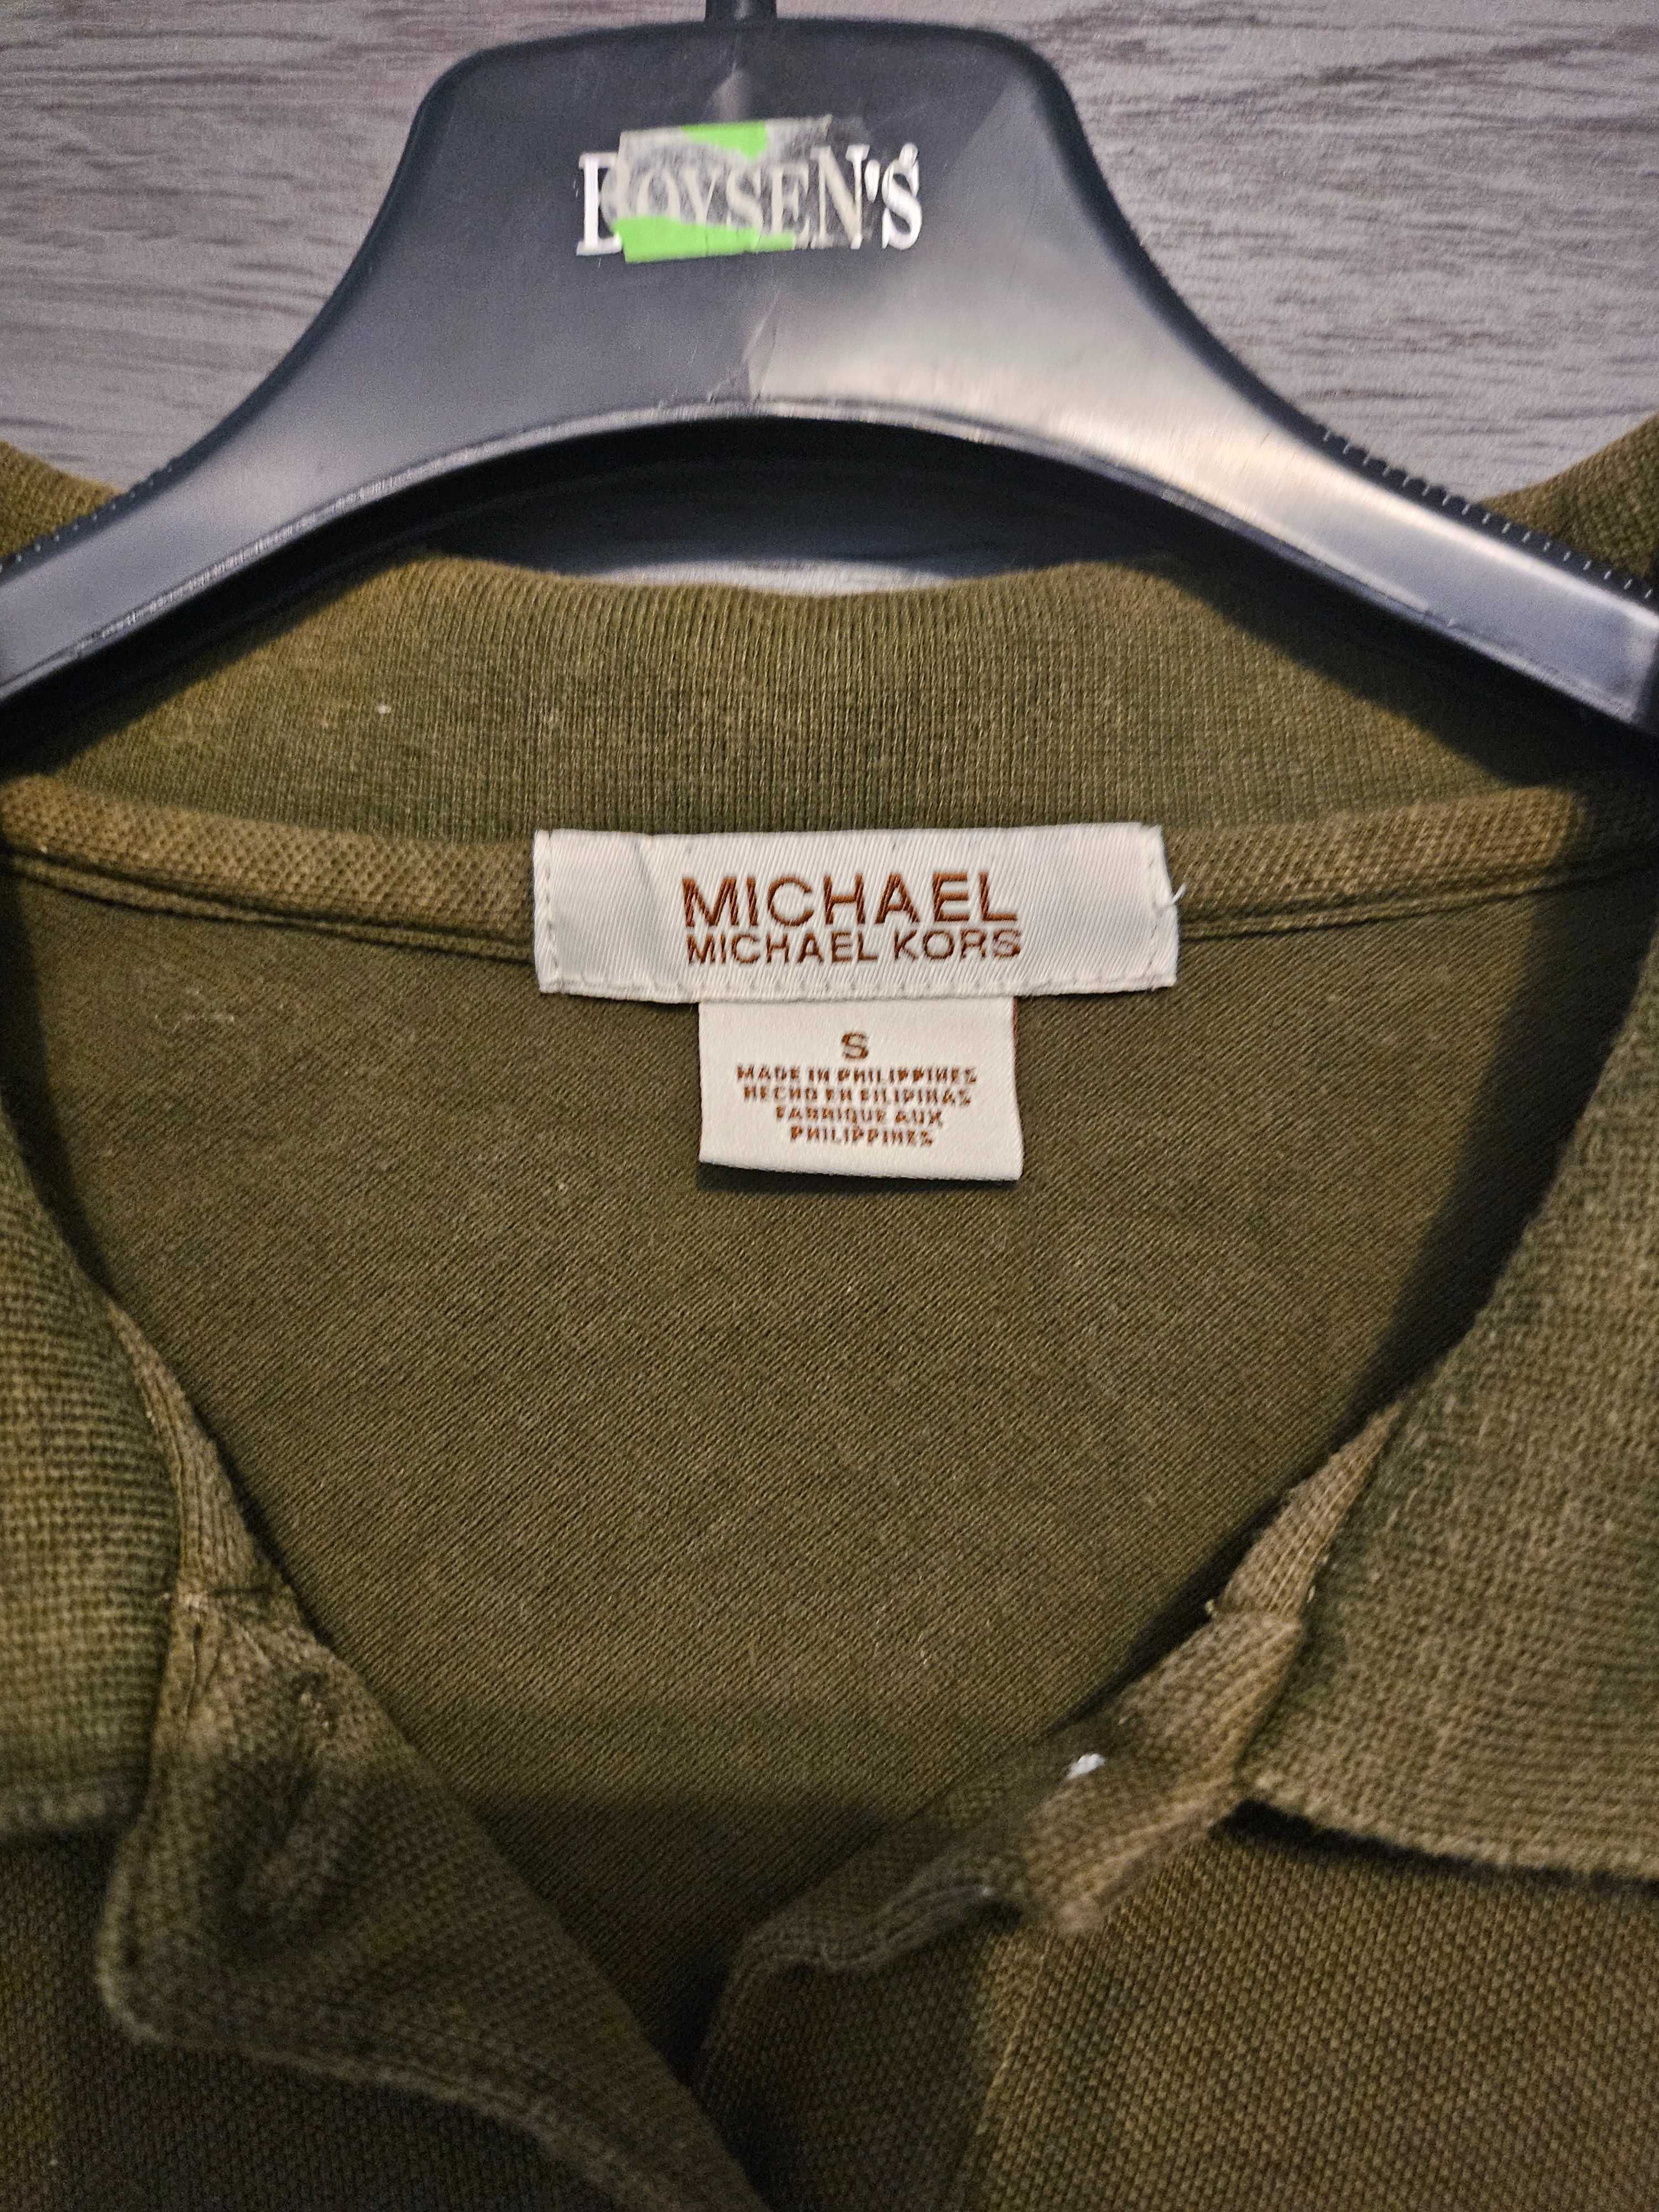 BOYSEN'S
MICHAEL
MICHAEL KORS
S
MADE IN PHILIPPINES
HECHO EN FILIPINAS
FABRIQUE AUX
PHILIPPINES